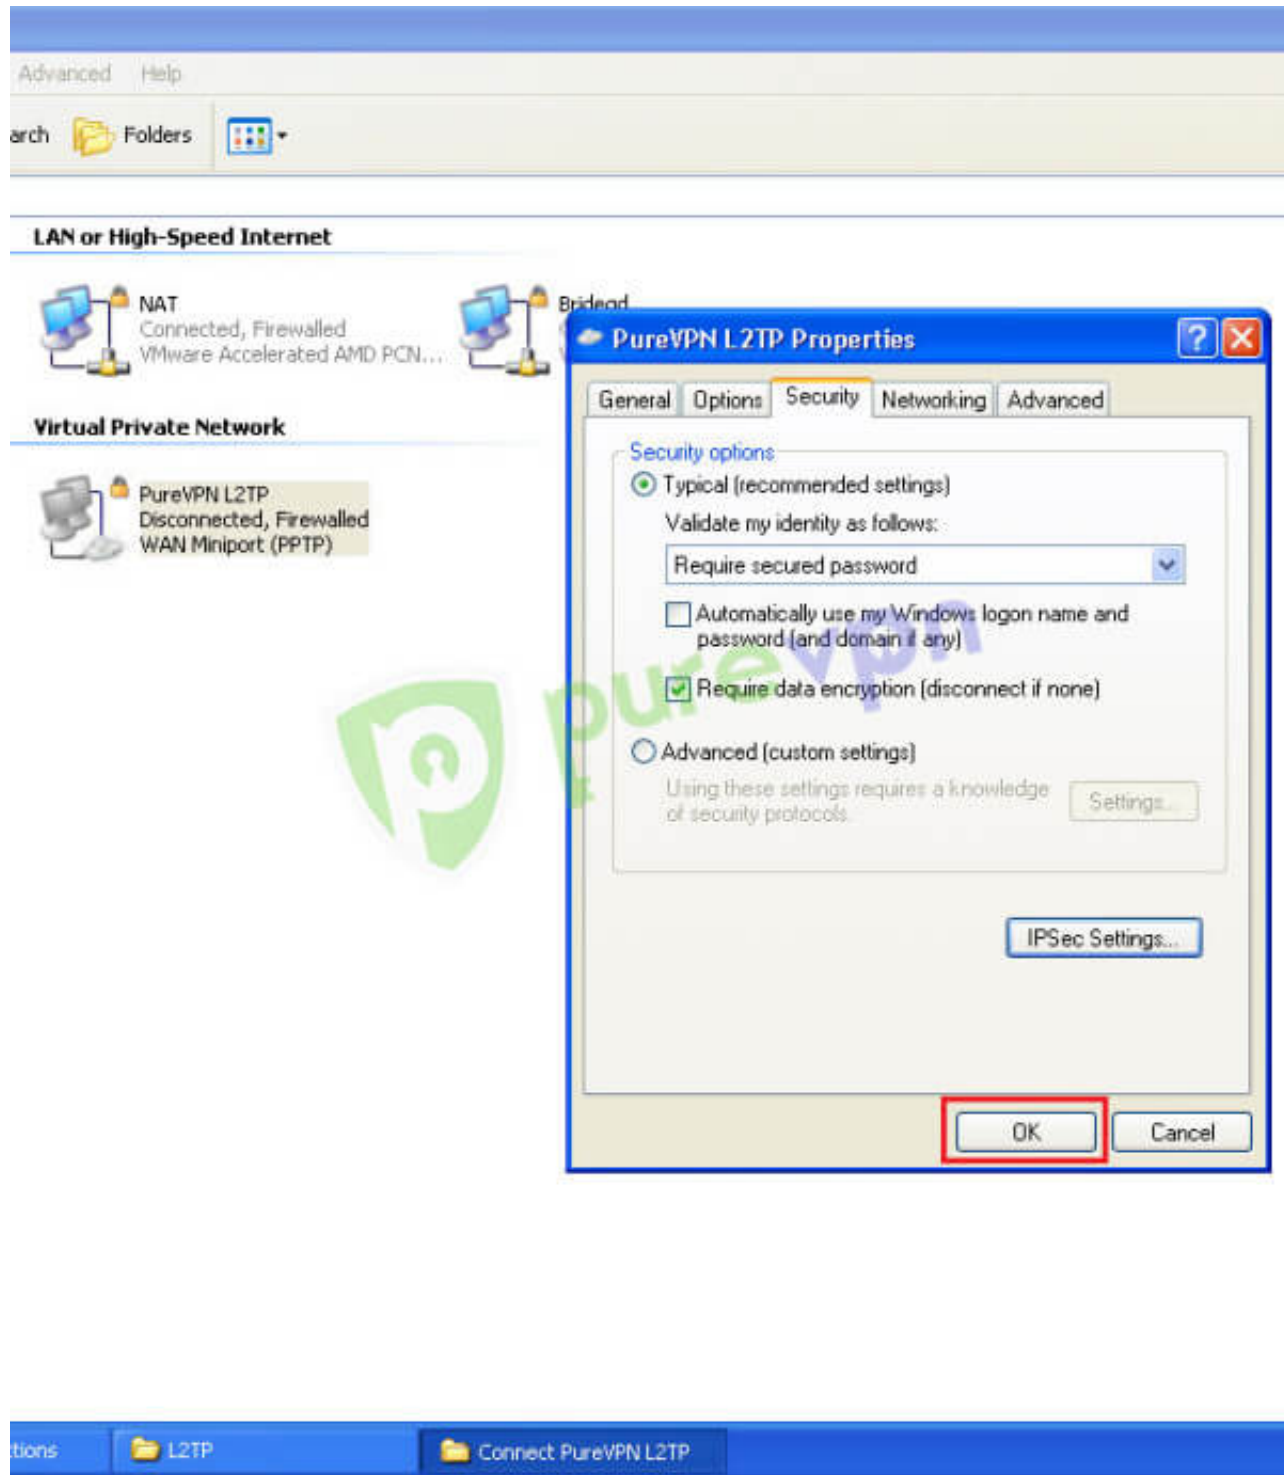 Advanced Help
arch Folders
LAN or High-Speed Internet
NAT
Connected, Firewalled
VMware Accelerated AMD PCN...
Bridegd
Virtual Private Network
PureVPN L2TP
Disconnected, Firewalled
WAN Miniport (PPTP)
PureVPN L2TP Properties
General Options Security Networking Advanced
Security options
Typical (recommended settings)
Validate my identity as follows:
Require secured password
Automatically use my Windows logon name and
password (and domain if any)
Require data encryption (disconnect if none)
Advanced (custom settings)
Using these settings requires a knowledge
of security protocols.
Settings...
IPSec Settings...
OK Cancel
purevpn
ctions L2TP Connect PureVPN L2TP